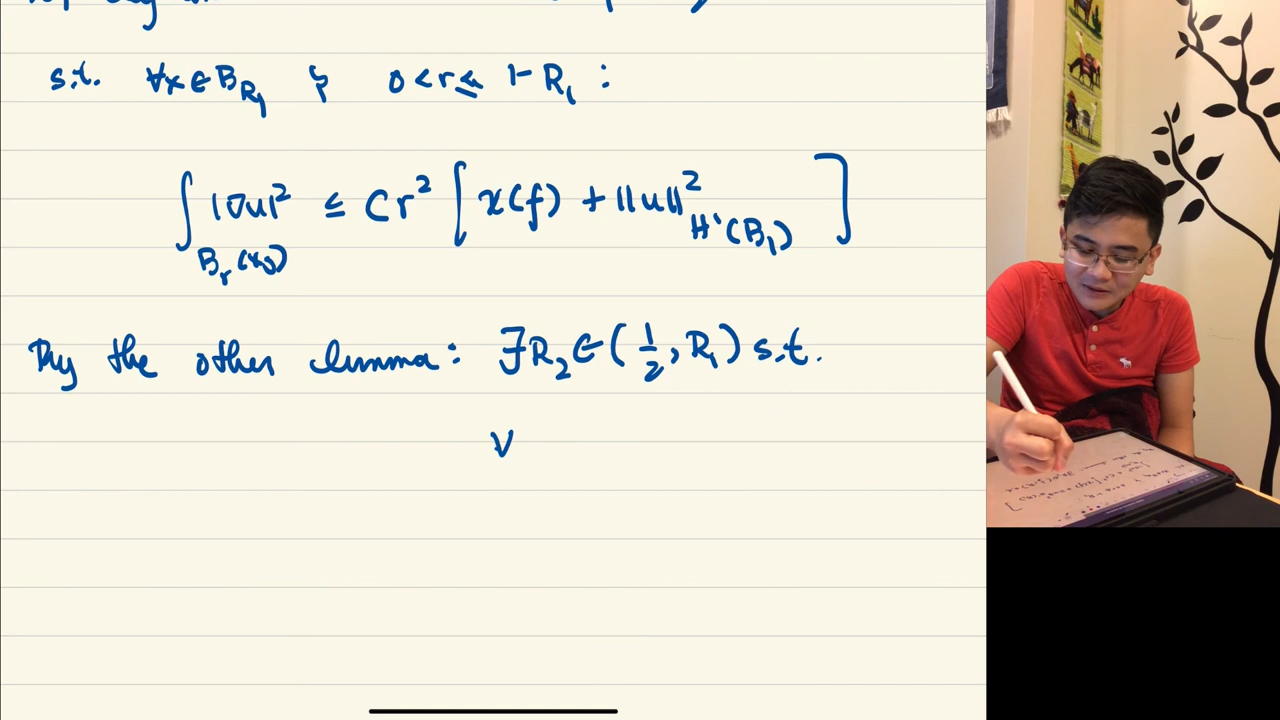 s.t. ∀x∈B_{R_1} & 0<r≤1-R_1:
∫_{B_r(x_0)} |∇u|² ≤ Cr² [χ(f) + ||u||²_{H¹(B_1)}]
By the other lemma: ∃R_2∈(1/2, R_1) s.t.
∀